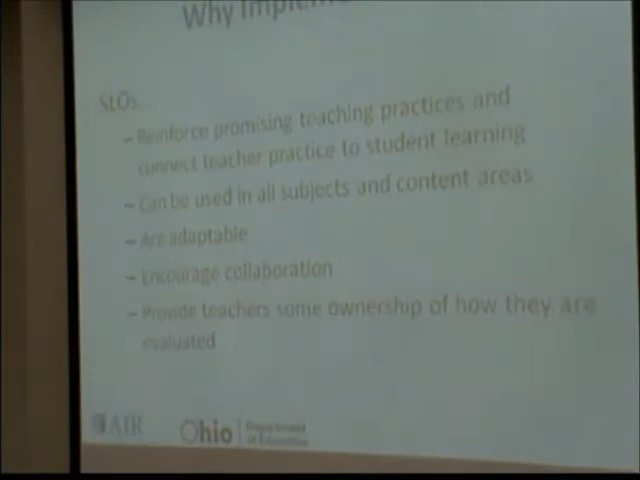 Why Implem
SLOs. .
– Reinforce promising teaching practices and
connect teacher practice to student learning
– Can be used in all subjects and content areas
– Are adaptable
– Encourage collaboration
– Provide teachers some ownership of how they are
evaluated
AIR
Ohio Department
of Education